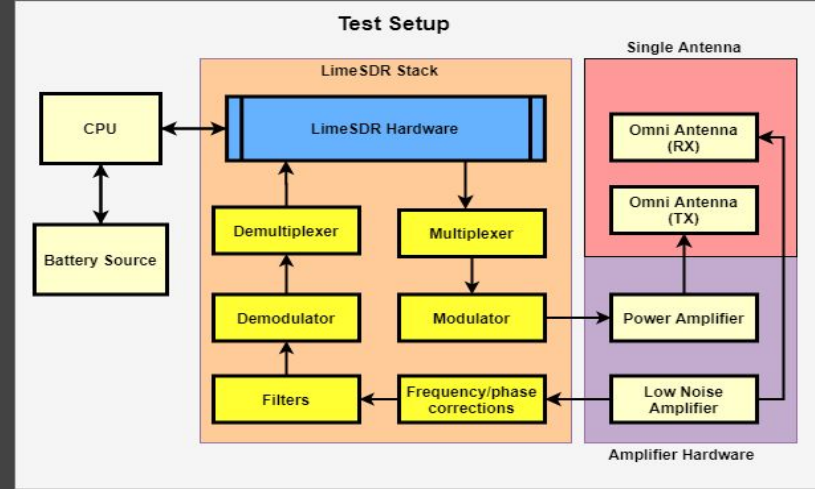 Test Setup
Single Antenna
LimeSDR Stack
CPU
LimeSDR Hardware
Omni Antenna
(RX)
Omni Antenna
(TX)
Battery Source
Demultiplexer
Multiplexer
Demodulator
Modulator
Power Amplifier
Filters
Frequency/phase
corrections
Low Noise
Amplifier
Amplifier Hardware